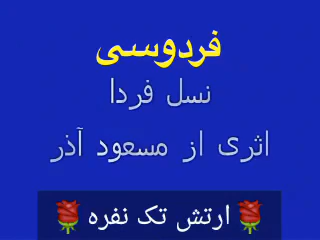 فردوسی
نسل فردا
اثری از مسعود آذر
🌹ارتش تک نفره🌹